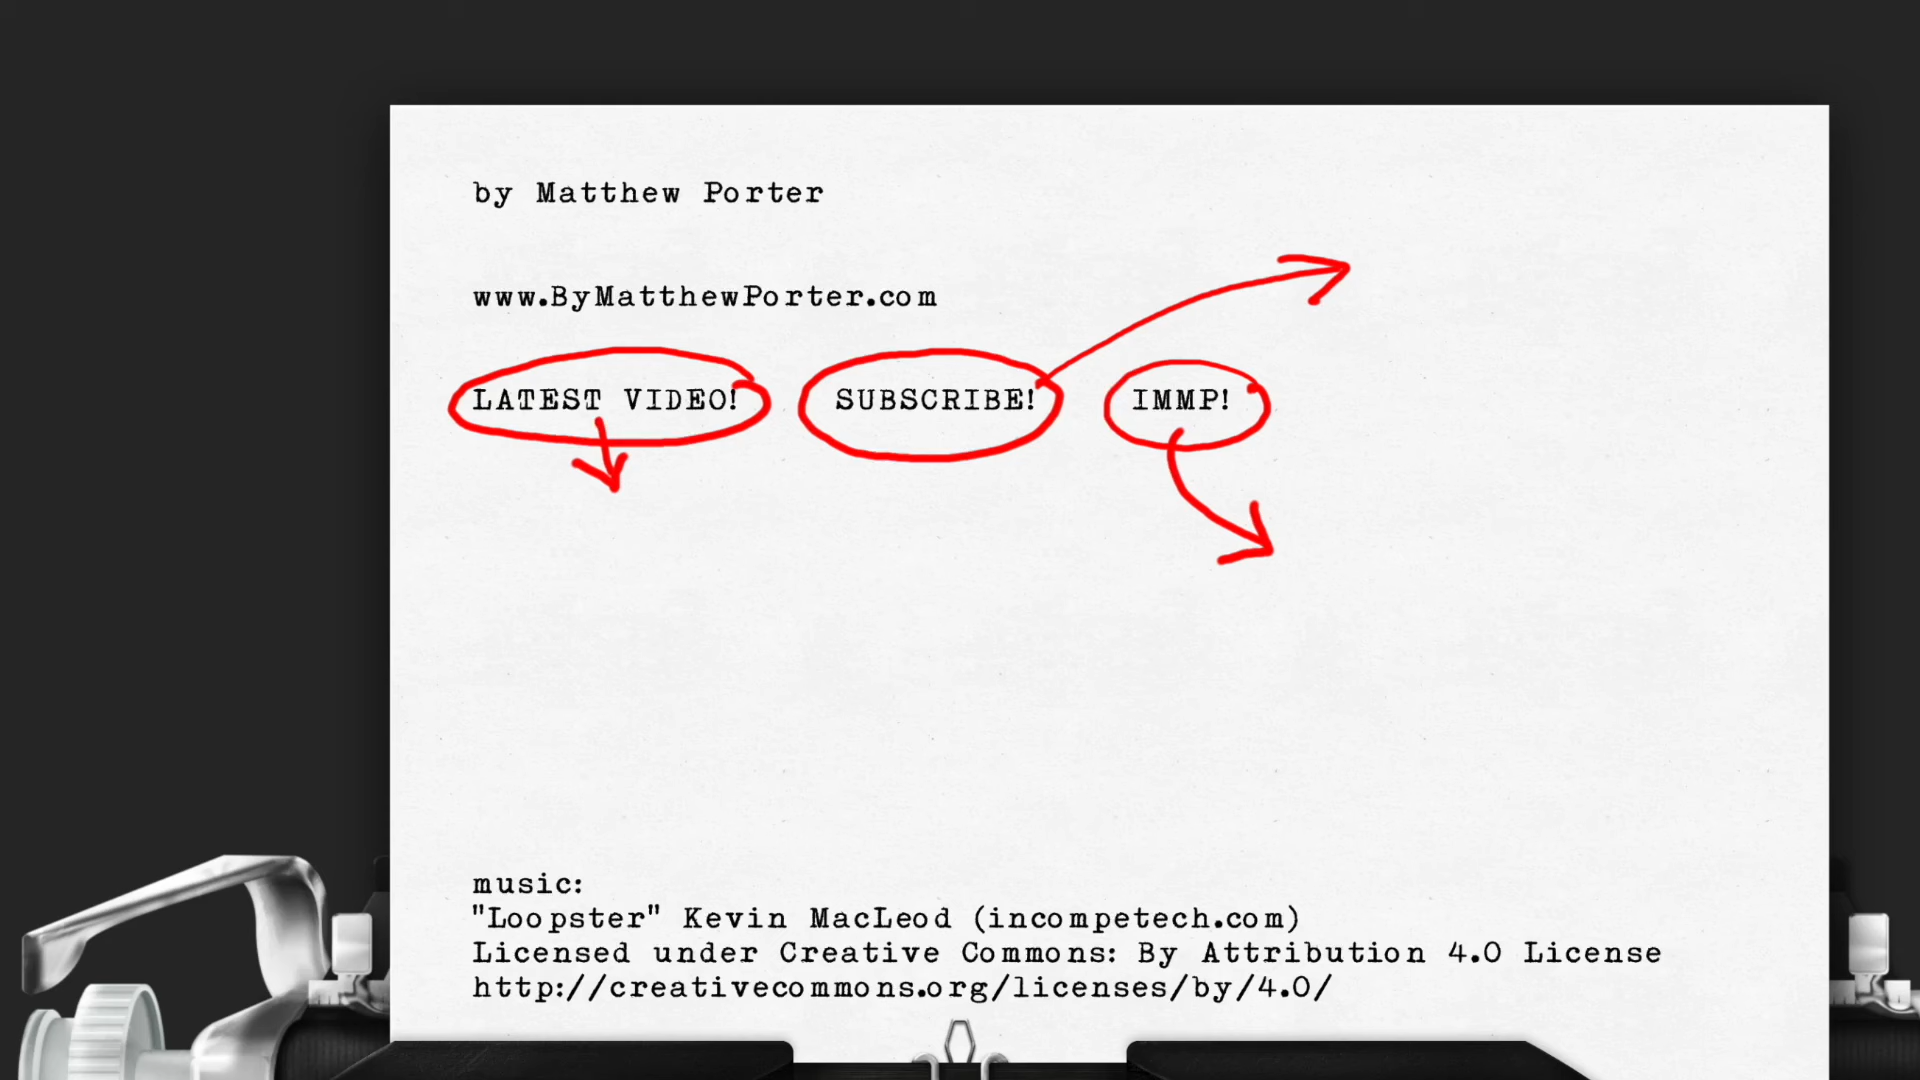 by Matthew Porter
www.ByMatthewPorter.com
LATEST VIDEO! SUBSCRIBE! IMMP!
music:
"Loopster" Kevin MacLeod (incompetech.com)
Licensed under Creative Commons: By Attribution 4.0 License
http://creativecommons.org/licenses/by/4.0/